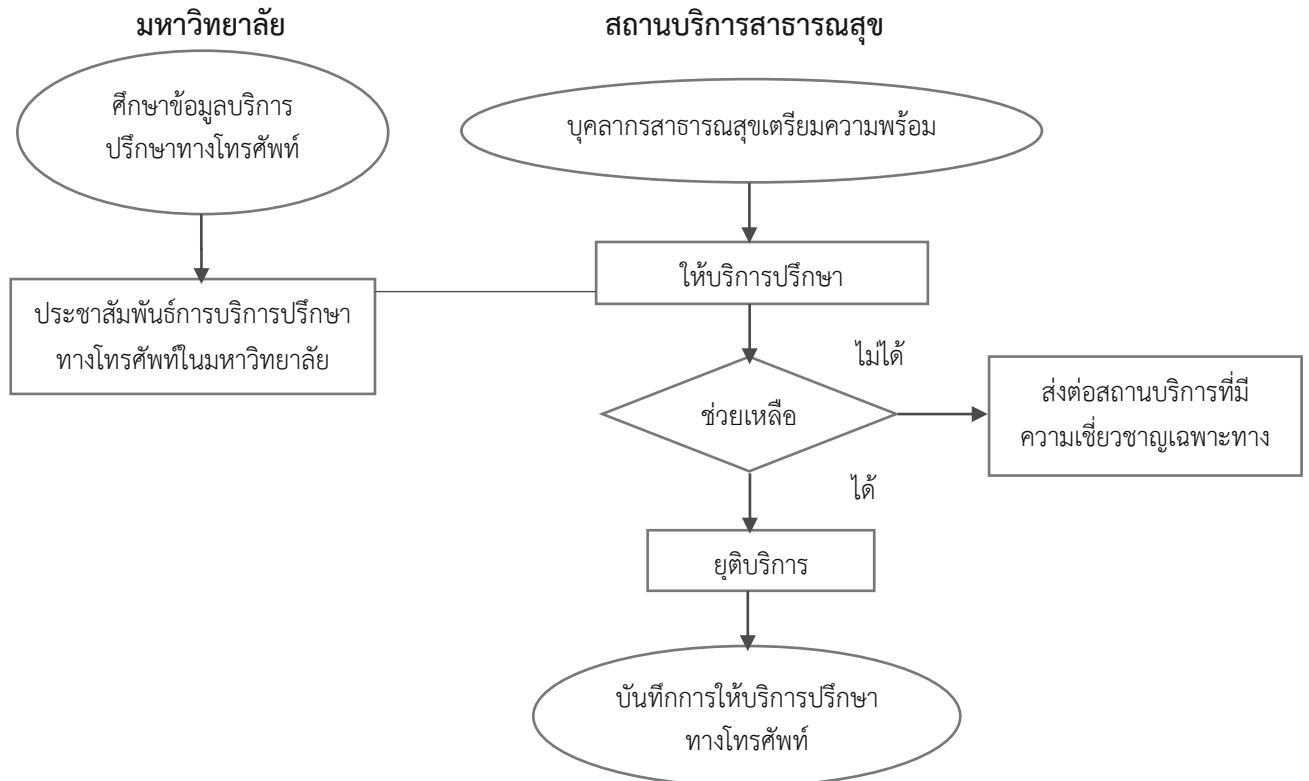 มหาวิทยาลัย
สถานบริการสาธารณสุข
ศึกษาข้อมูลบริการ
ปรึกษาทางโทรศัพท์
บุคลากรสาธารณสุขเตรียมความพร้อม
ประชาสัมพันธ์การบริการปรึกษา
ทางโทรศัพท์ในมหาวิทยาลัย
ให้บริการปรึกษา
ช่วยเหลือ
ไม่ได้
ส่งต่อสถานบริการที่มี
ความเชี่ยวชาญเฉพาะทาง
ได้
ยุติบริการ
บันทึกการให้บริการปรึกษา
ทางโทรศัพท์